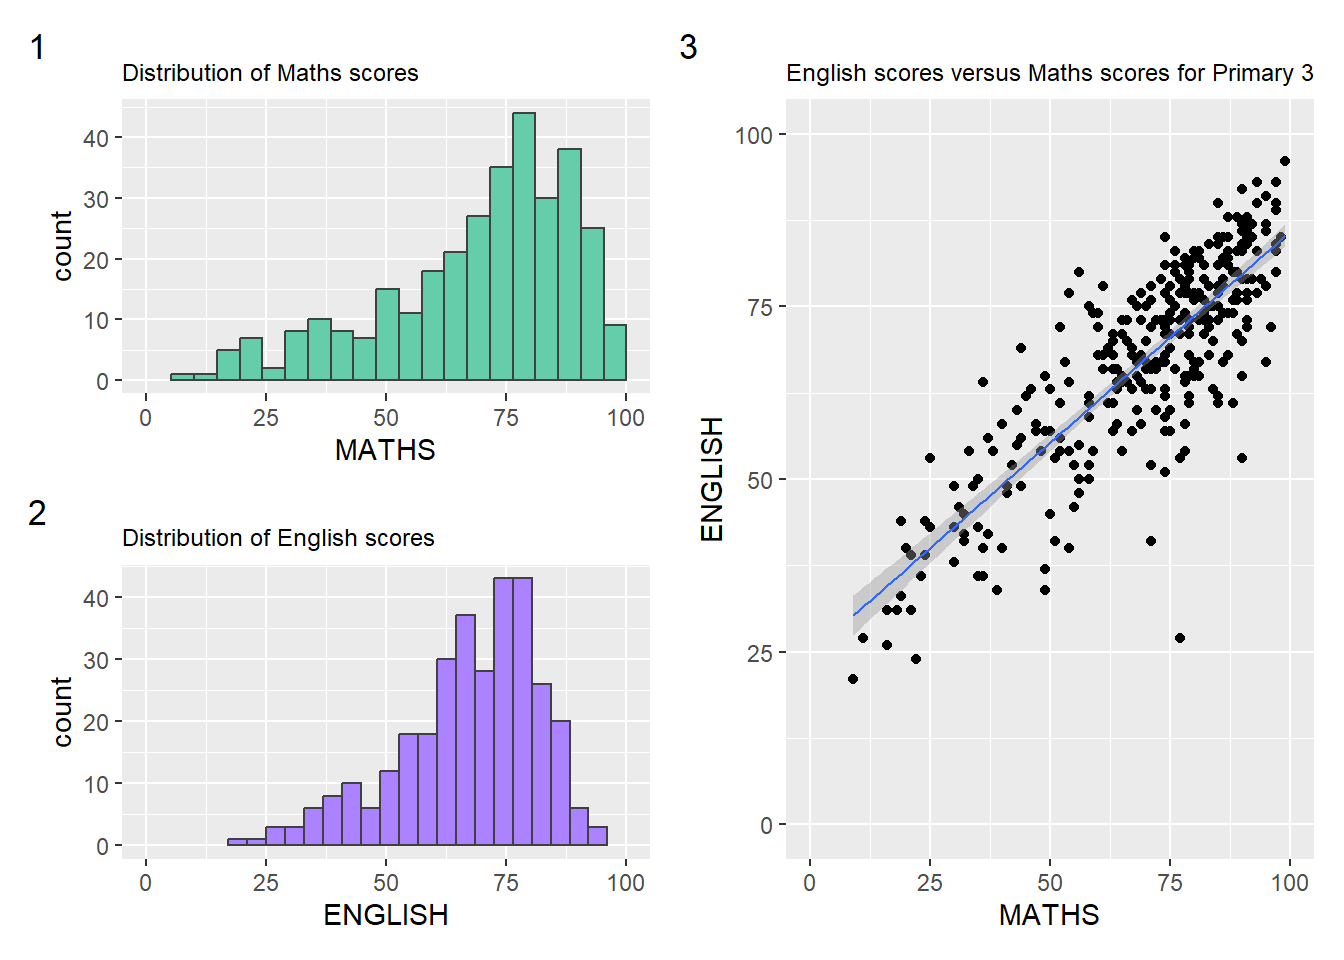 1
Distribution of Maths scores
40
30
20
10
0
count
0 25 50 75 100
MATHS
2
Distribution of English scores
40
30
20
10
0
count
0 25 50 75 100
ENGLISH
3
English scores versus Maths scores for Primary 3
100
75
50
25
0
ENGLISH
0 25 50 75 100
MATHS